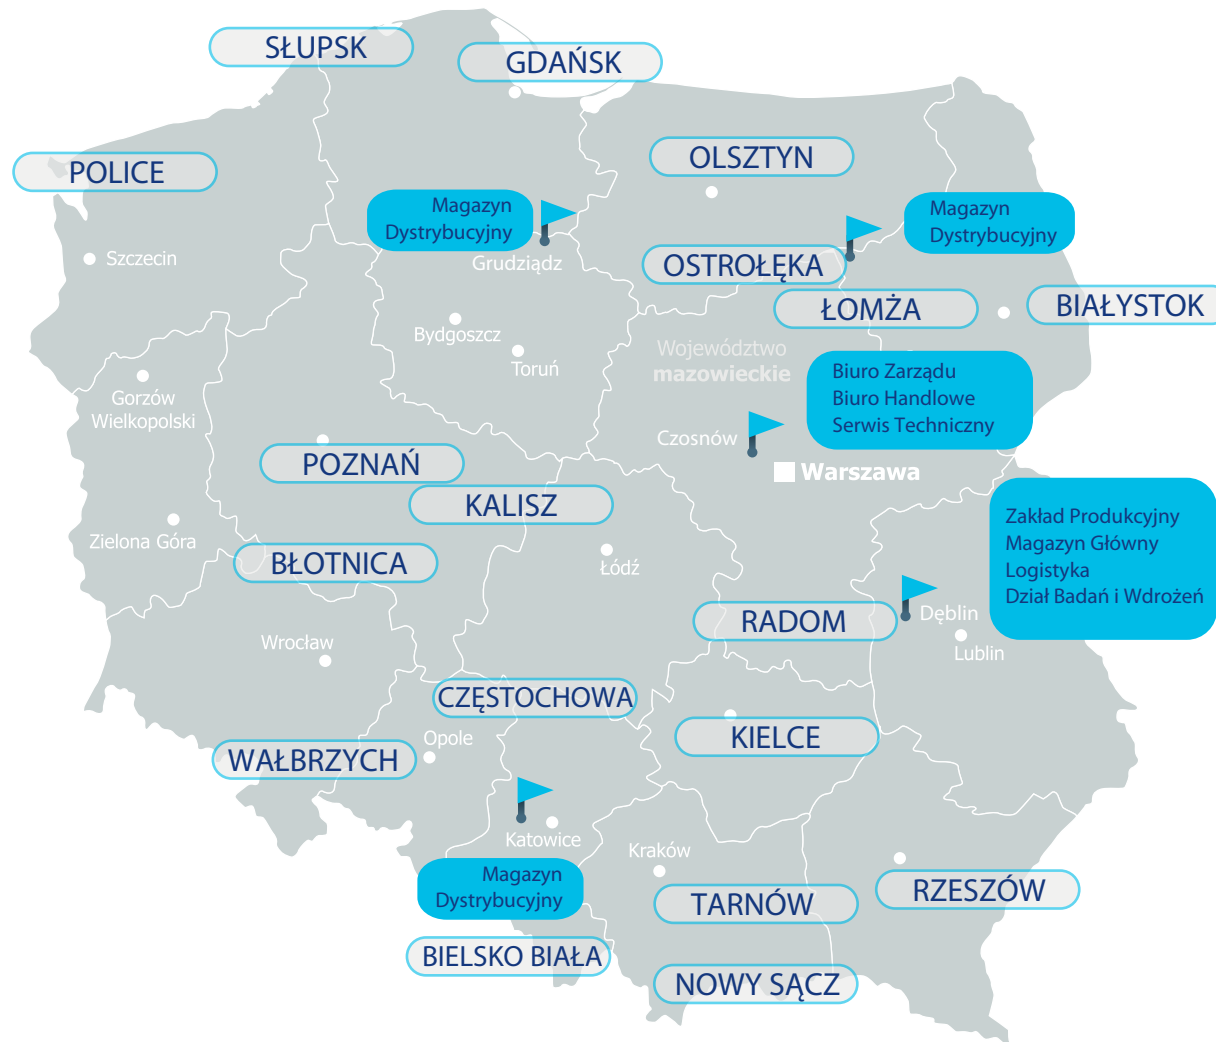 SŁUPSK
GDAŃSK
POLICE
OLSZTYN
Magazyn
Dystrybucyjny
Magazyn
Dystrybucyjny
Szczecin
Grudziądz
OSTROŁĘKA
ŁOMŻA
BIAŁYSTOK
Bydgoszcz
Toruń
Województwo
mazowieckie
Gorzów
Wielkopolski
Biuro Zarządu
Biuro Handlowe
Serwis Techniczny
Czosnów
Warszawa
POZNAŃ
KALISZ
Zakład Produkcyjny
Magazyn Główny
Logistyka
Dział Badań i Wdrożeń
Zielona Góra
BŁOTNICA
Łódź
RADOM
Dęblin
Lublin
Wrocław
CZĘSTOCHOWA
KIELCE
Opole
WAŁBRZYCH
Katowice
Kraków
Magazyn
Dystrybucyjny
TARNÓW
RZESZÓW
BIELSKO BIAŁA
NOWY SĄCZ